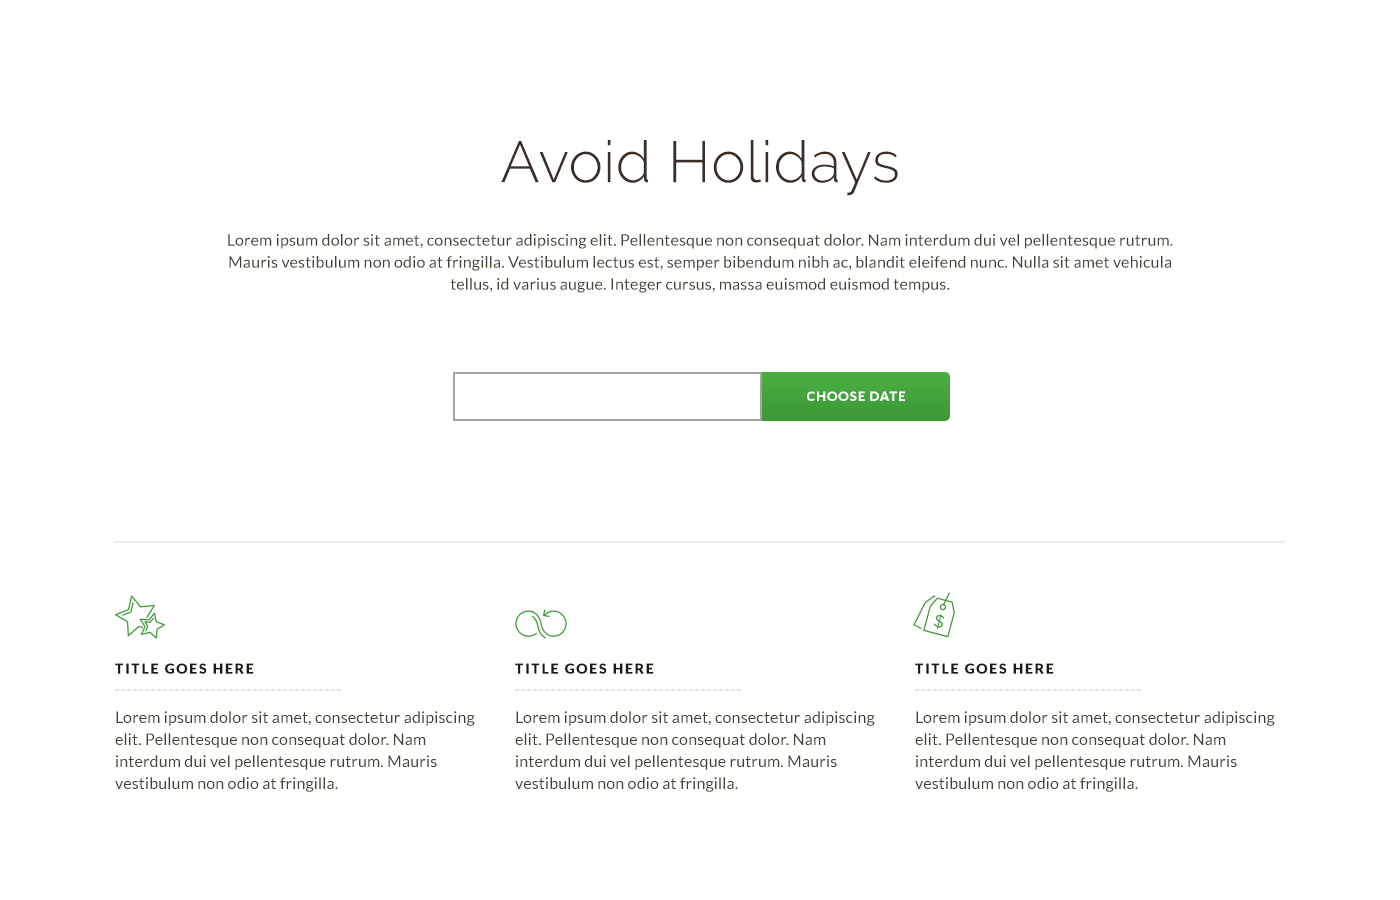 Avoid Holidays
Lorem ipsum dolor sit amet, consectetur adipiscing elit. Pellentesque non consequat dolor. Nam interdum dui vel pellentesque rutrum.
Mauris vestibulum non odio at fringilla. Vestibulum lectus est, semper bibendum nibh ac, blandit eleifend nunc. Nulla sit amet vehicula
tellus, id varius augue. Integer cursus, massa euismod euismod tempus.
CHOOSE DATE
TITLE GOES HERE
Lorem ipsum dolor sit amet, consectetur adipiscing
elit. Pellentesque non consequat dolor. Nam
interdum dui vel pellentesque rutrum. Mauris
vestibulum non odio at fringilla.
TITLE GOES HERE
Lorem ipsum dolor sit amet, consectetur adipiscing
elit. Pellentesque non consequat dolor. Nam
interdum dui vel pellentesque rutrum. Mauris
vestibulum non odio at fringilla.
TITLE GOES HERE
Lorem ipsum dolor sit amet, consectetur adipiscing
elit. Pellentesque non consequat dolor. Nam
interdum dui vel pellentesque rutrum. Mauris
vestibulum non odio at fringilla.